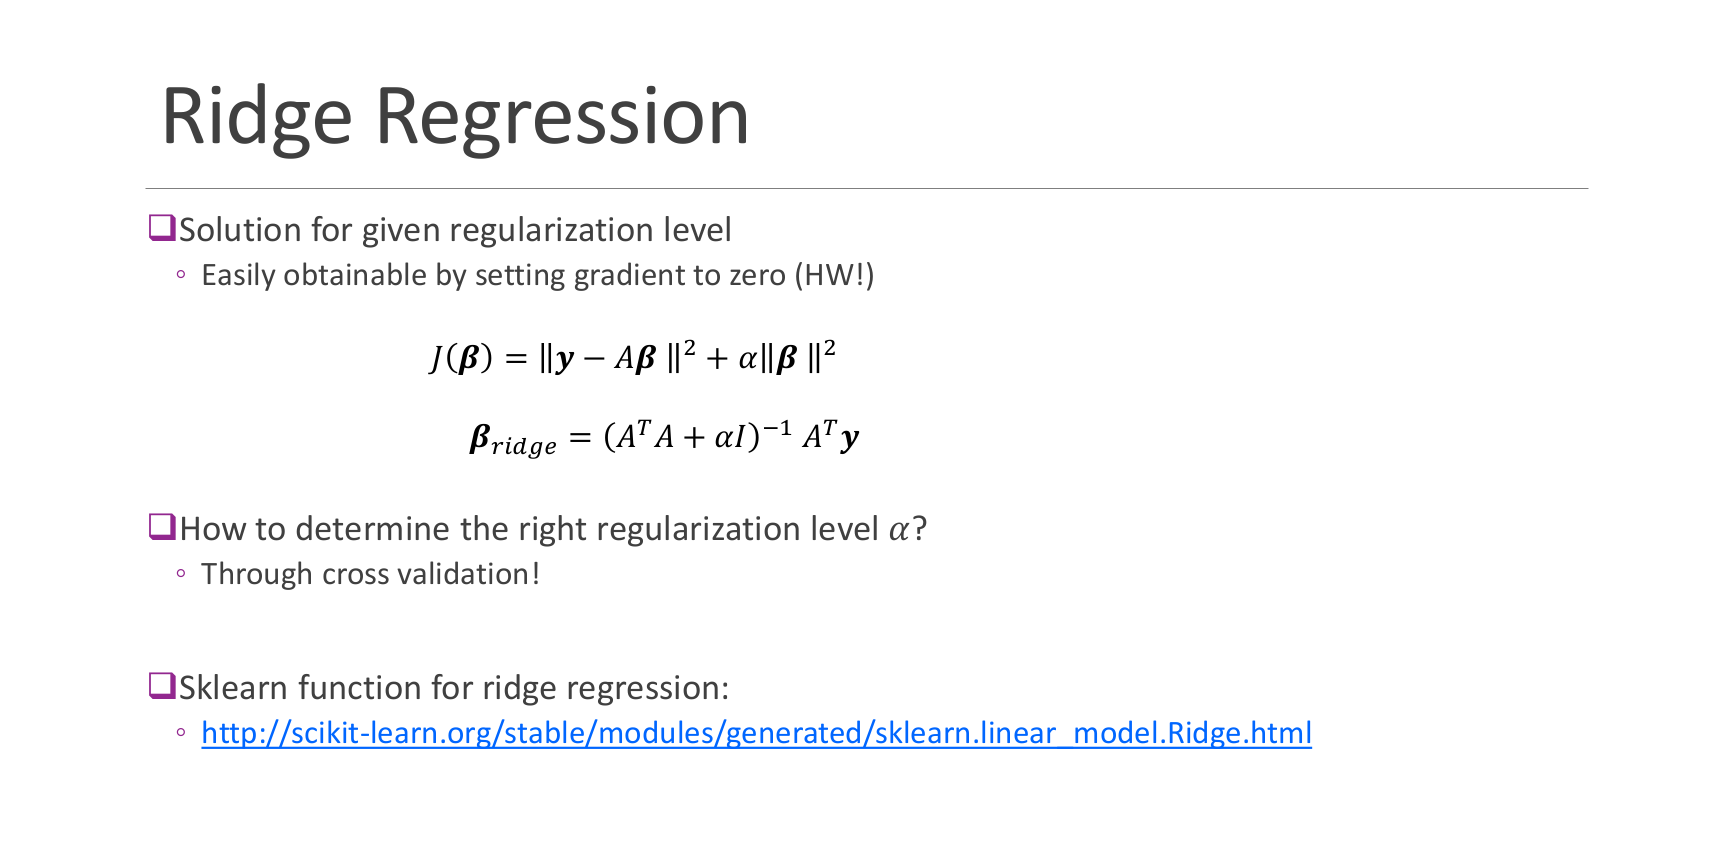 Ridge Regression
❑Solution for given regularization level
◦ Easily obtainable by setting gradient to zero (HW!)
J(𝜷) = ‖𝒚 − A𝜷 ‖² + α‖𝜷 ‖²
𝜷_ridge = (AᵀA + αI)⁻¹ Aᵀ𝒚
❑How to determine the right regularization level α?
◦ Through cross validation!
❑Sklearn function for ridge regression:
◦ http://scikit-learn.org/stable/modules/generated/sklearn.linear_model.Ridge.html